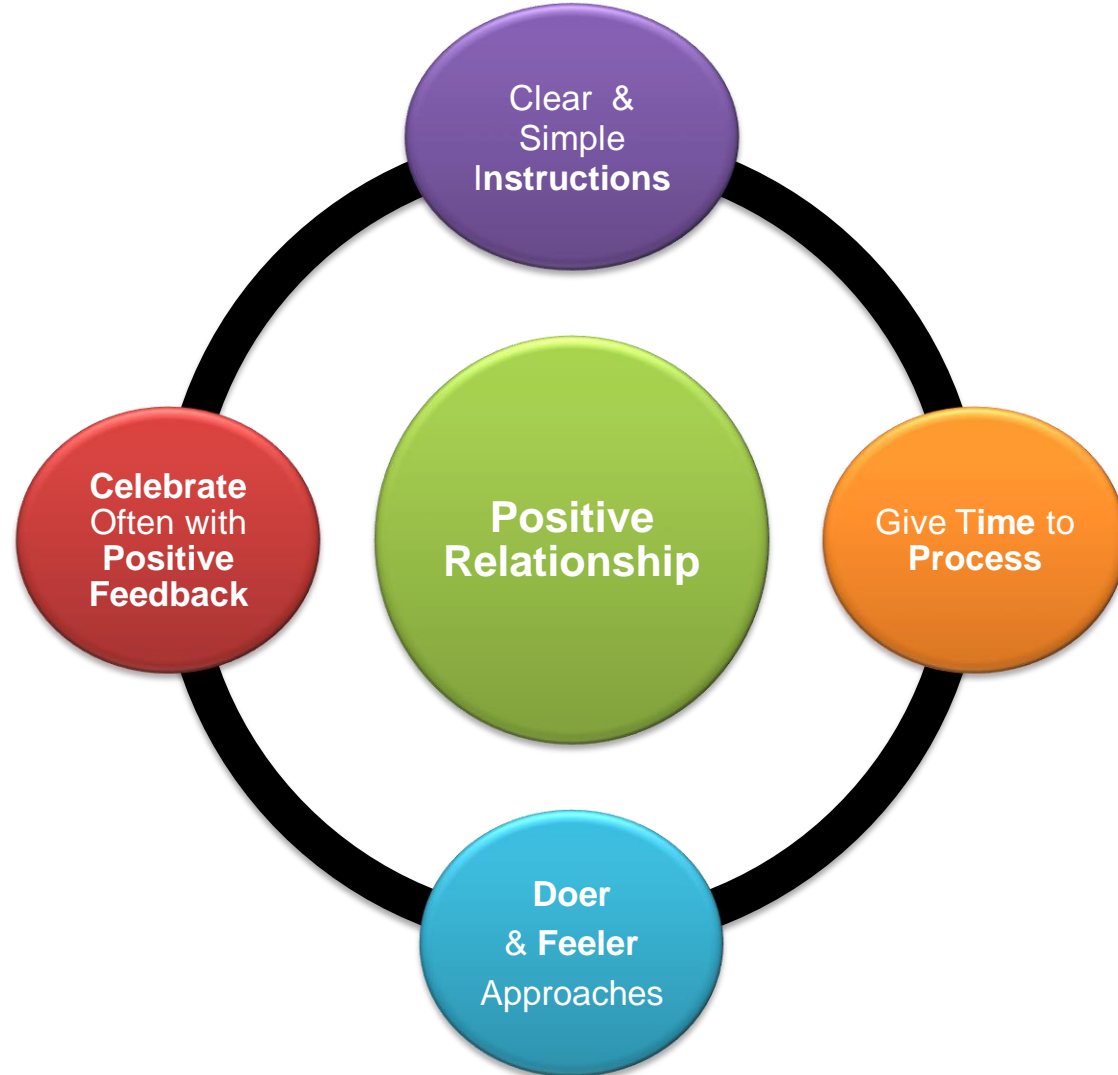 Clear &
Simple
Instructions
Celebrate
Often with
Positive
Feedback
Positive
Relationship
Give Time to
Process
Doer
& Feeler
Approaches